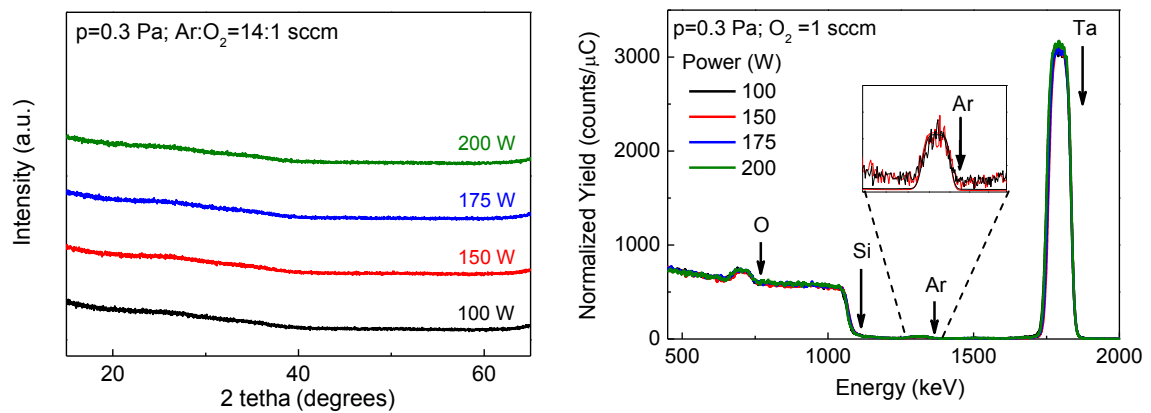 p=0.3 Pa; Ar:O2=14:1 sccm
200 W
175 W
150 W
100 W
Intensity (a.u.)
20
40
60
2 tetha (degrees)
p=0.3 Pa; O2 =1 sccm
Power (W)
100
150
175
200
Ta
Ar
O
Si
Ar
Normalized Yield (counts/μC)
3000
2000
1000
0
500
1000
1500
2000
Energy (keV)